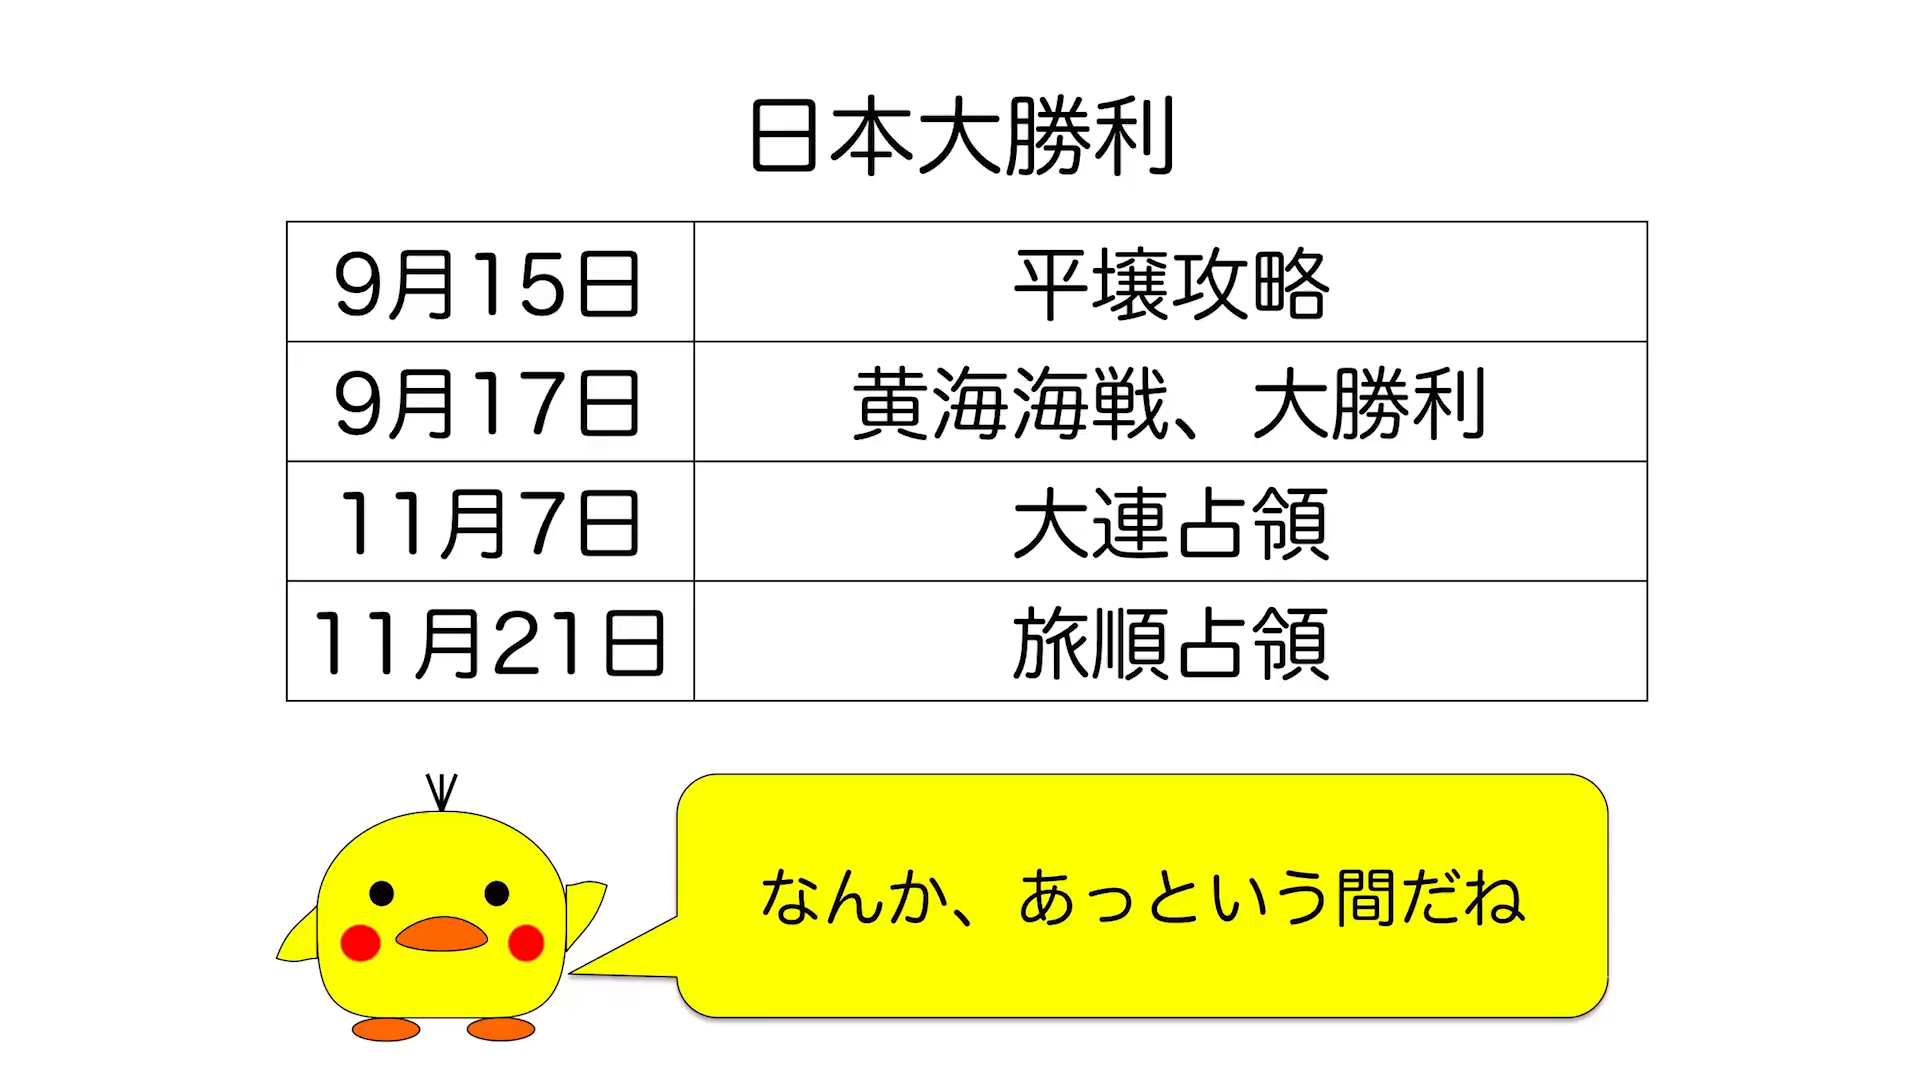 日本大勝利
9月15日 平壌攻略
9月17日 黄海海戦、大勝利
11月7日 大連占領
11月21日 旅順占領
なんか、あっという間だね